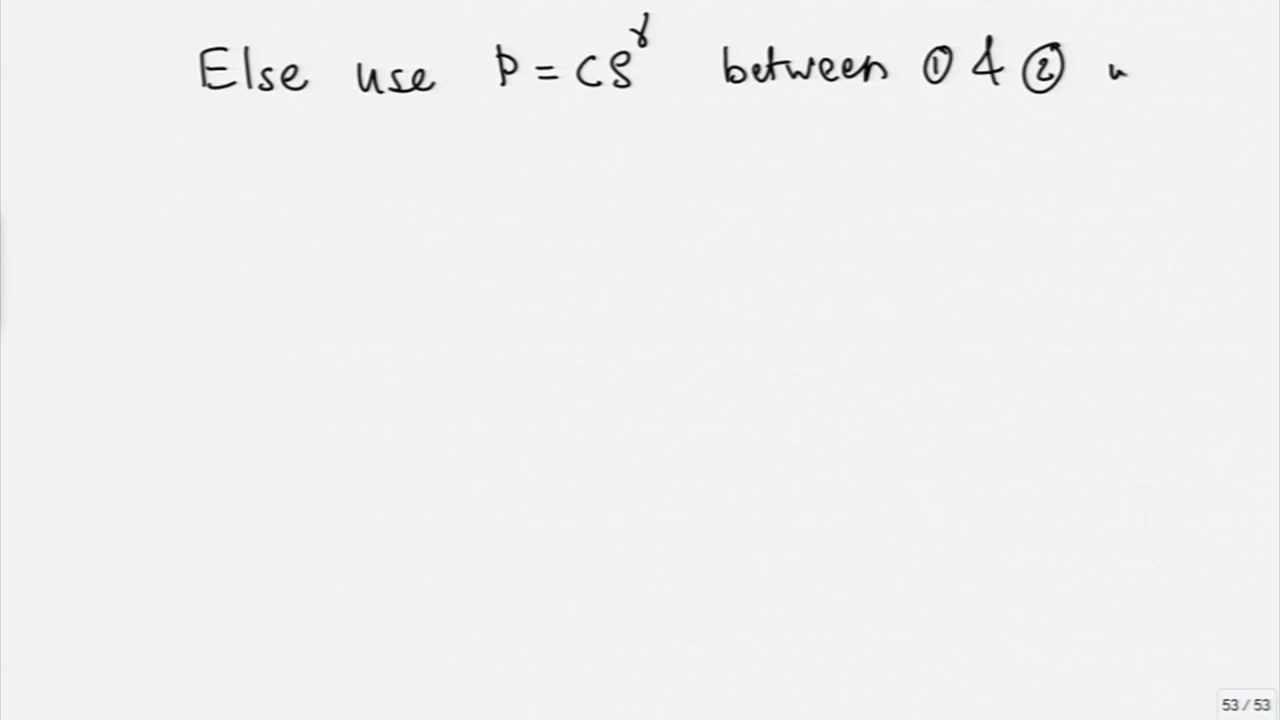 Else use p = cρ^γ between ① & ②
53 / 53